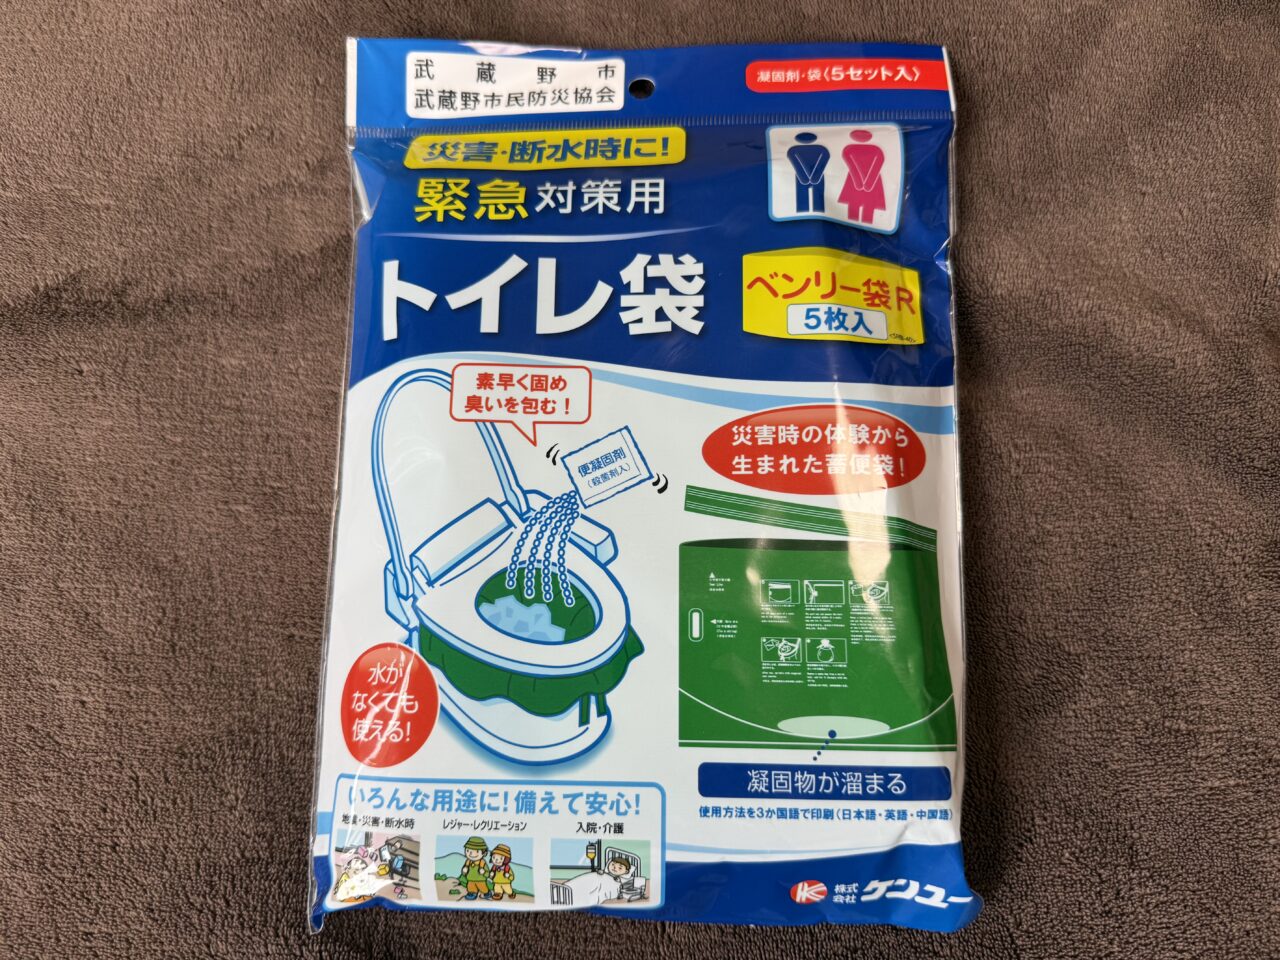 武蔵野市
武蔵野市民防災協会
凝固剤・袋〈5セット入〉
災害・断水時に!
緊急対策用
トイレ袋
ベンリー袋R
5枚入
素早く固め
臭いを包む!
便凝固剤
(殺菌剤入)
災害時の体験から
生まれた蓄便袋!
水が
なくても
使える!
凝固物が溜まる
使用方法を3か国語で印刷(日本語・英語・中国語)
いろんな用途に!備えて安心!
地震・災害・断水時
レジャー・レクリエーション
入院・介護
株式会社 ケンユー